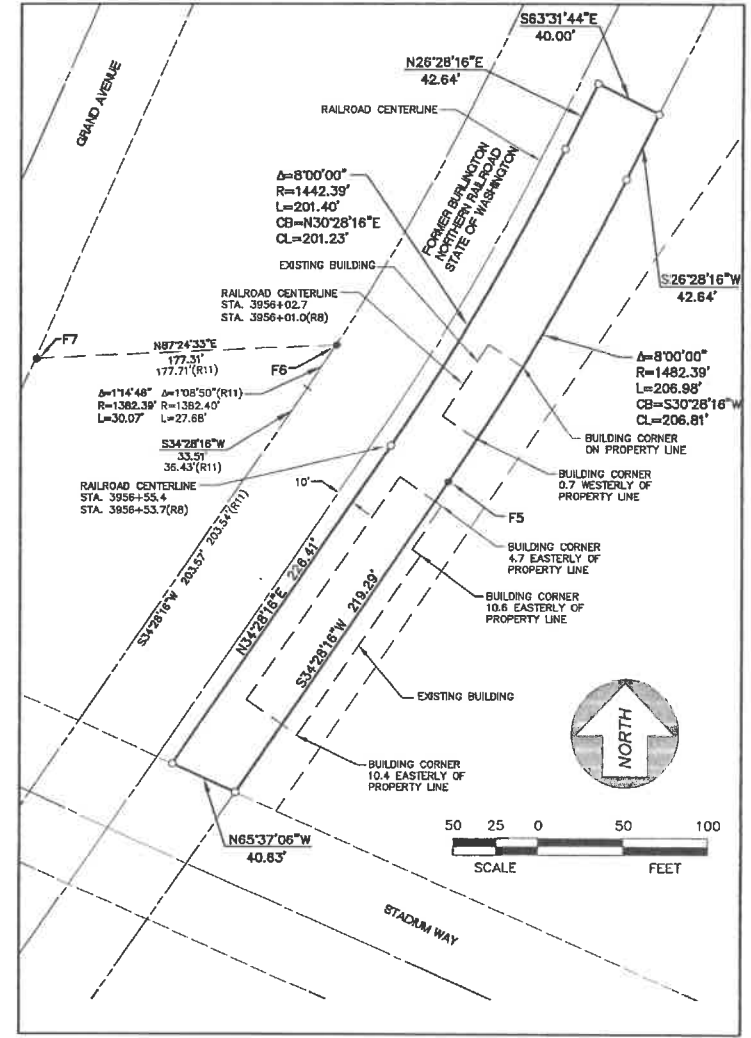 S63°31'44"E
40.00'
N26°28'16"E
42.64'
GRAND AVENUE
RAILROAD CENTERLINE
Δ=8°00'00"
R=1442.39'
L=201.40'
CB=N30°28'16"E
CL=201.23'
FORMER BURLINGTON
NORTHERN RAILROAD
STATE OF WASHINGTON
EXISTING BUILDING
S26°28'16"W
42.64'
RAILROAD CENTERLINE
STA. 3956+02.7
STA. 3956+01.0(R8)
F7
N87°24'33"E
177.31'
177.71'(R11)
F6
Δ=8°00'00"
R=1482.39'
L=206.98'
CB=S30°28'16"W
CL=206.81'
Δ=1°14'48" Δ=1°08'50"(R11)
R=1382.39' R=1382.40'
L=30.07' L=27.68'
S34°28'16"W
33.51'
36.43'(R11)
BUILDING CORNER
ON PROPERTY LINE
BUILDING CORNER
0.7 WESTERLY OF
PROPERTY LINE
RAILROAD CENTERLINE
STA. 3956+55.4
STA. 3956+53.7(R8)
10'
F5
BUILDING CORNER
4.7 EASTERLY OF
PROPERTY LINE
S34°28'16"W 203.57' 203.54'(R11)
N34°28'16"E 226.41'
S34°28'16"W 219.29'
BUILDING CORNER
10.6 EASTERLY OF
PROPERTY LINE
EXISTING BUILDING
NORTH
BUILDING CORNER
10.4 EASTERLY OF
PROPERTY LINE
N65°37'06"W
40.83'
50 25 0 50 100
SCALE FEET
STADIUM WAY